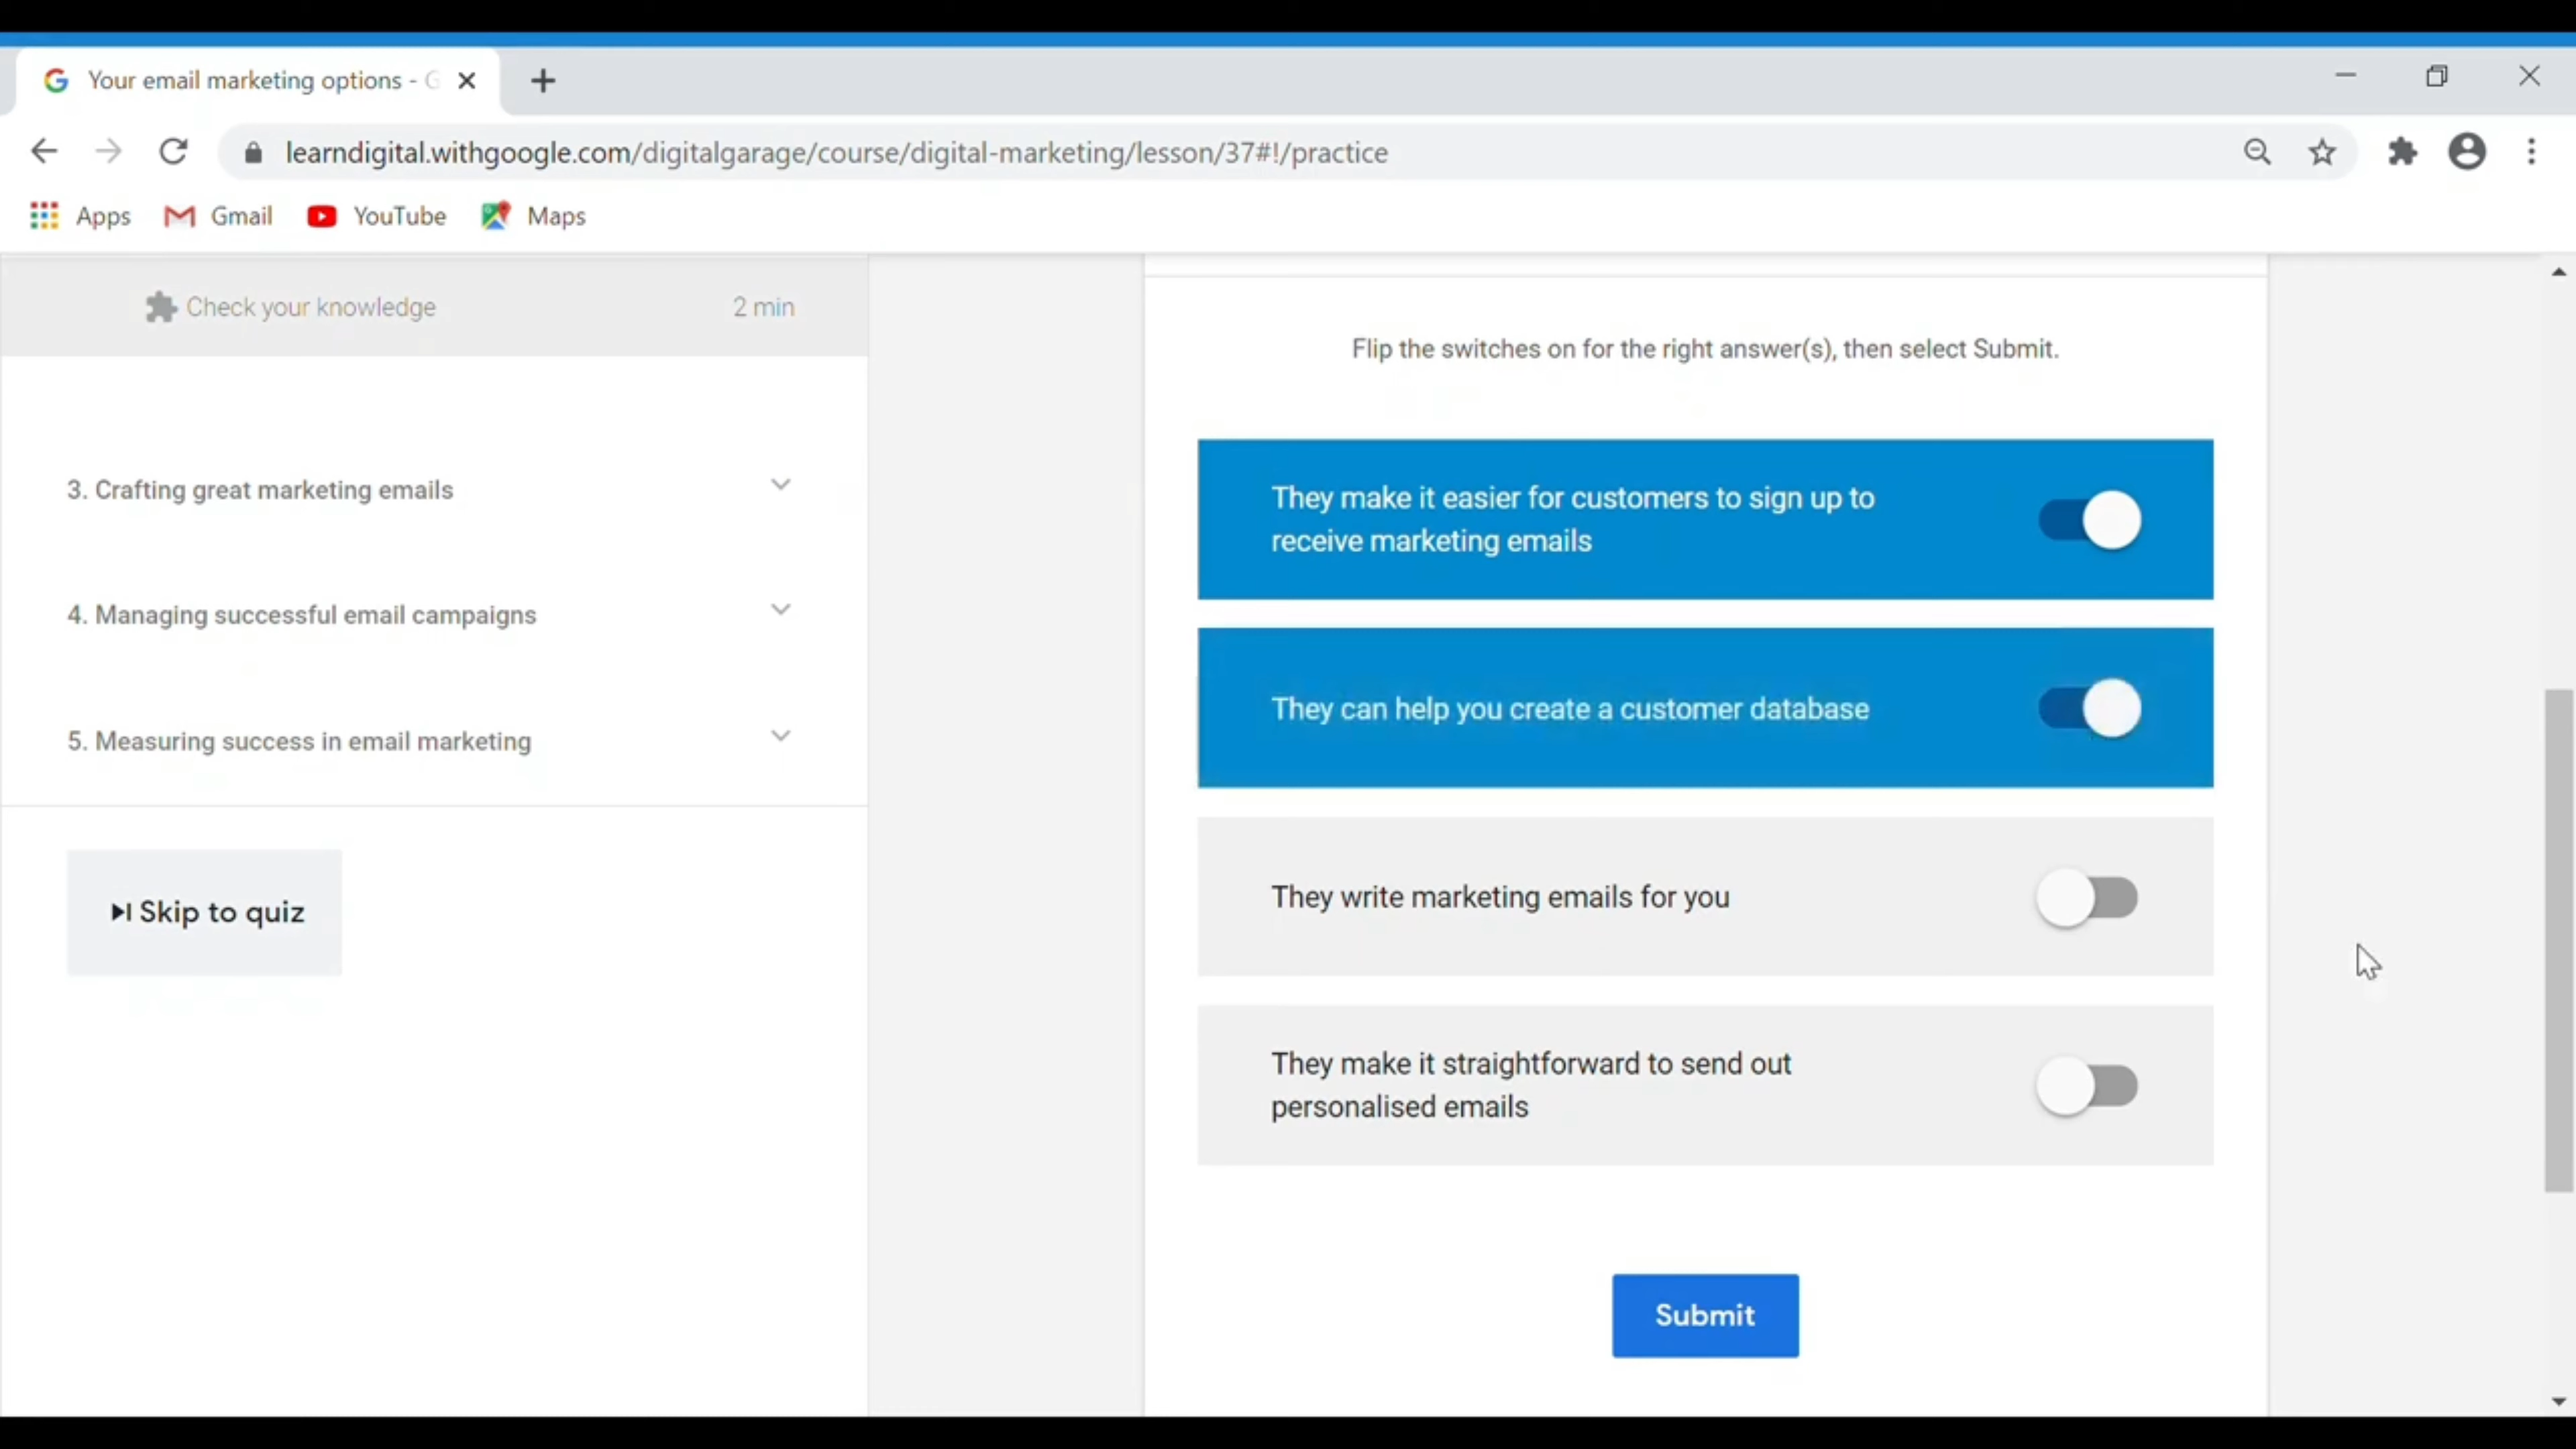 Your email marketing options - G
learndigital.withgoogle.com/digitalgarage/course/digital-marketing/lesson/37#!/practice
Apps Gmail YouTube Maps
Check your knowledge 2 min
3. Crafting great marketing emails
4. Managing successful email campaigns
5. Measuring success in email marketing
Skip to quiz
Flip the switches on for the right answer(s), then select Submit.
They make it easier for customers to sign up to
receive marketing emails
They can help you create a customer database
They write marketing emails for you
They make it straightforward to send out
personalised emails
Submit